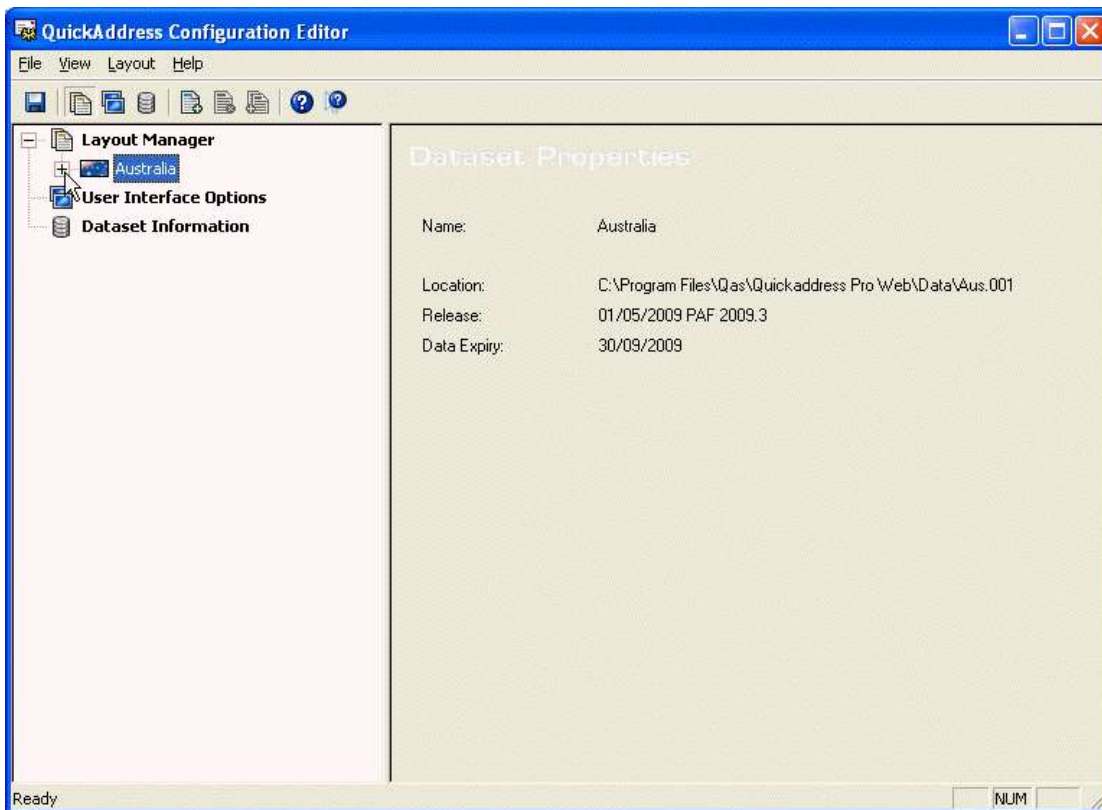 QuickAddress Configuration Editor
File View Layout Help
Layout Manager
Australia
User Interface Options
Dataset Information
Dataset Properties
Name: Australia
Location: C:\Program Files\Qas\Quickaddress Pro Web\Data\Aus.001
Release: 01/05/2009 PAF 2009.3
Data Expiry: 30/09/2009
Ready NUM